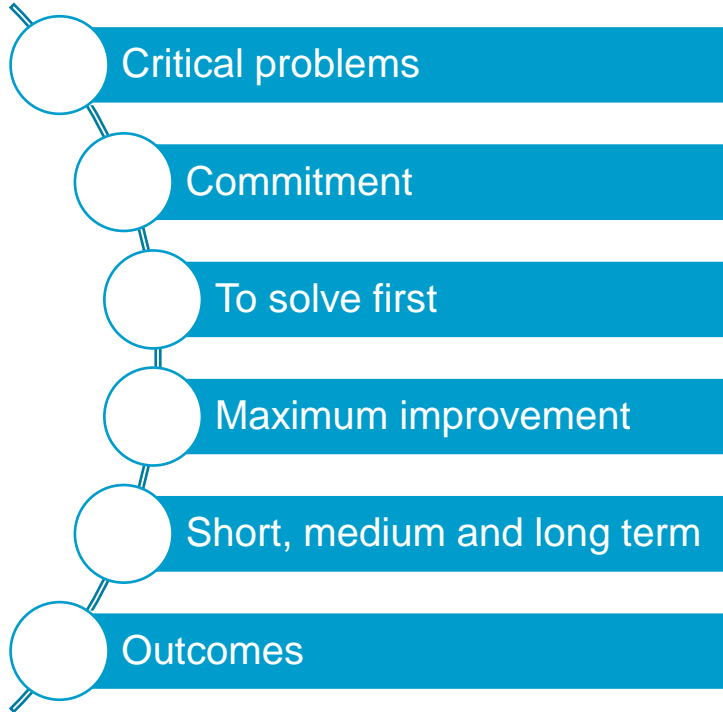 Critical problems
Commitment
To solve first
Maximum improvement
Short, medium and long term
Outcomes